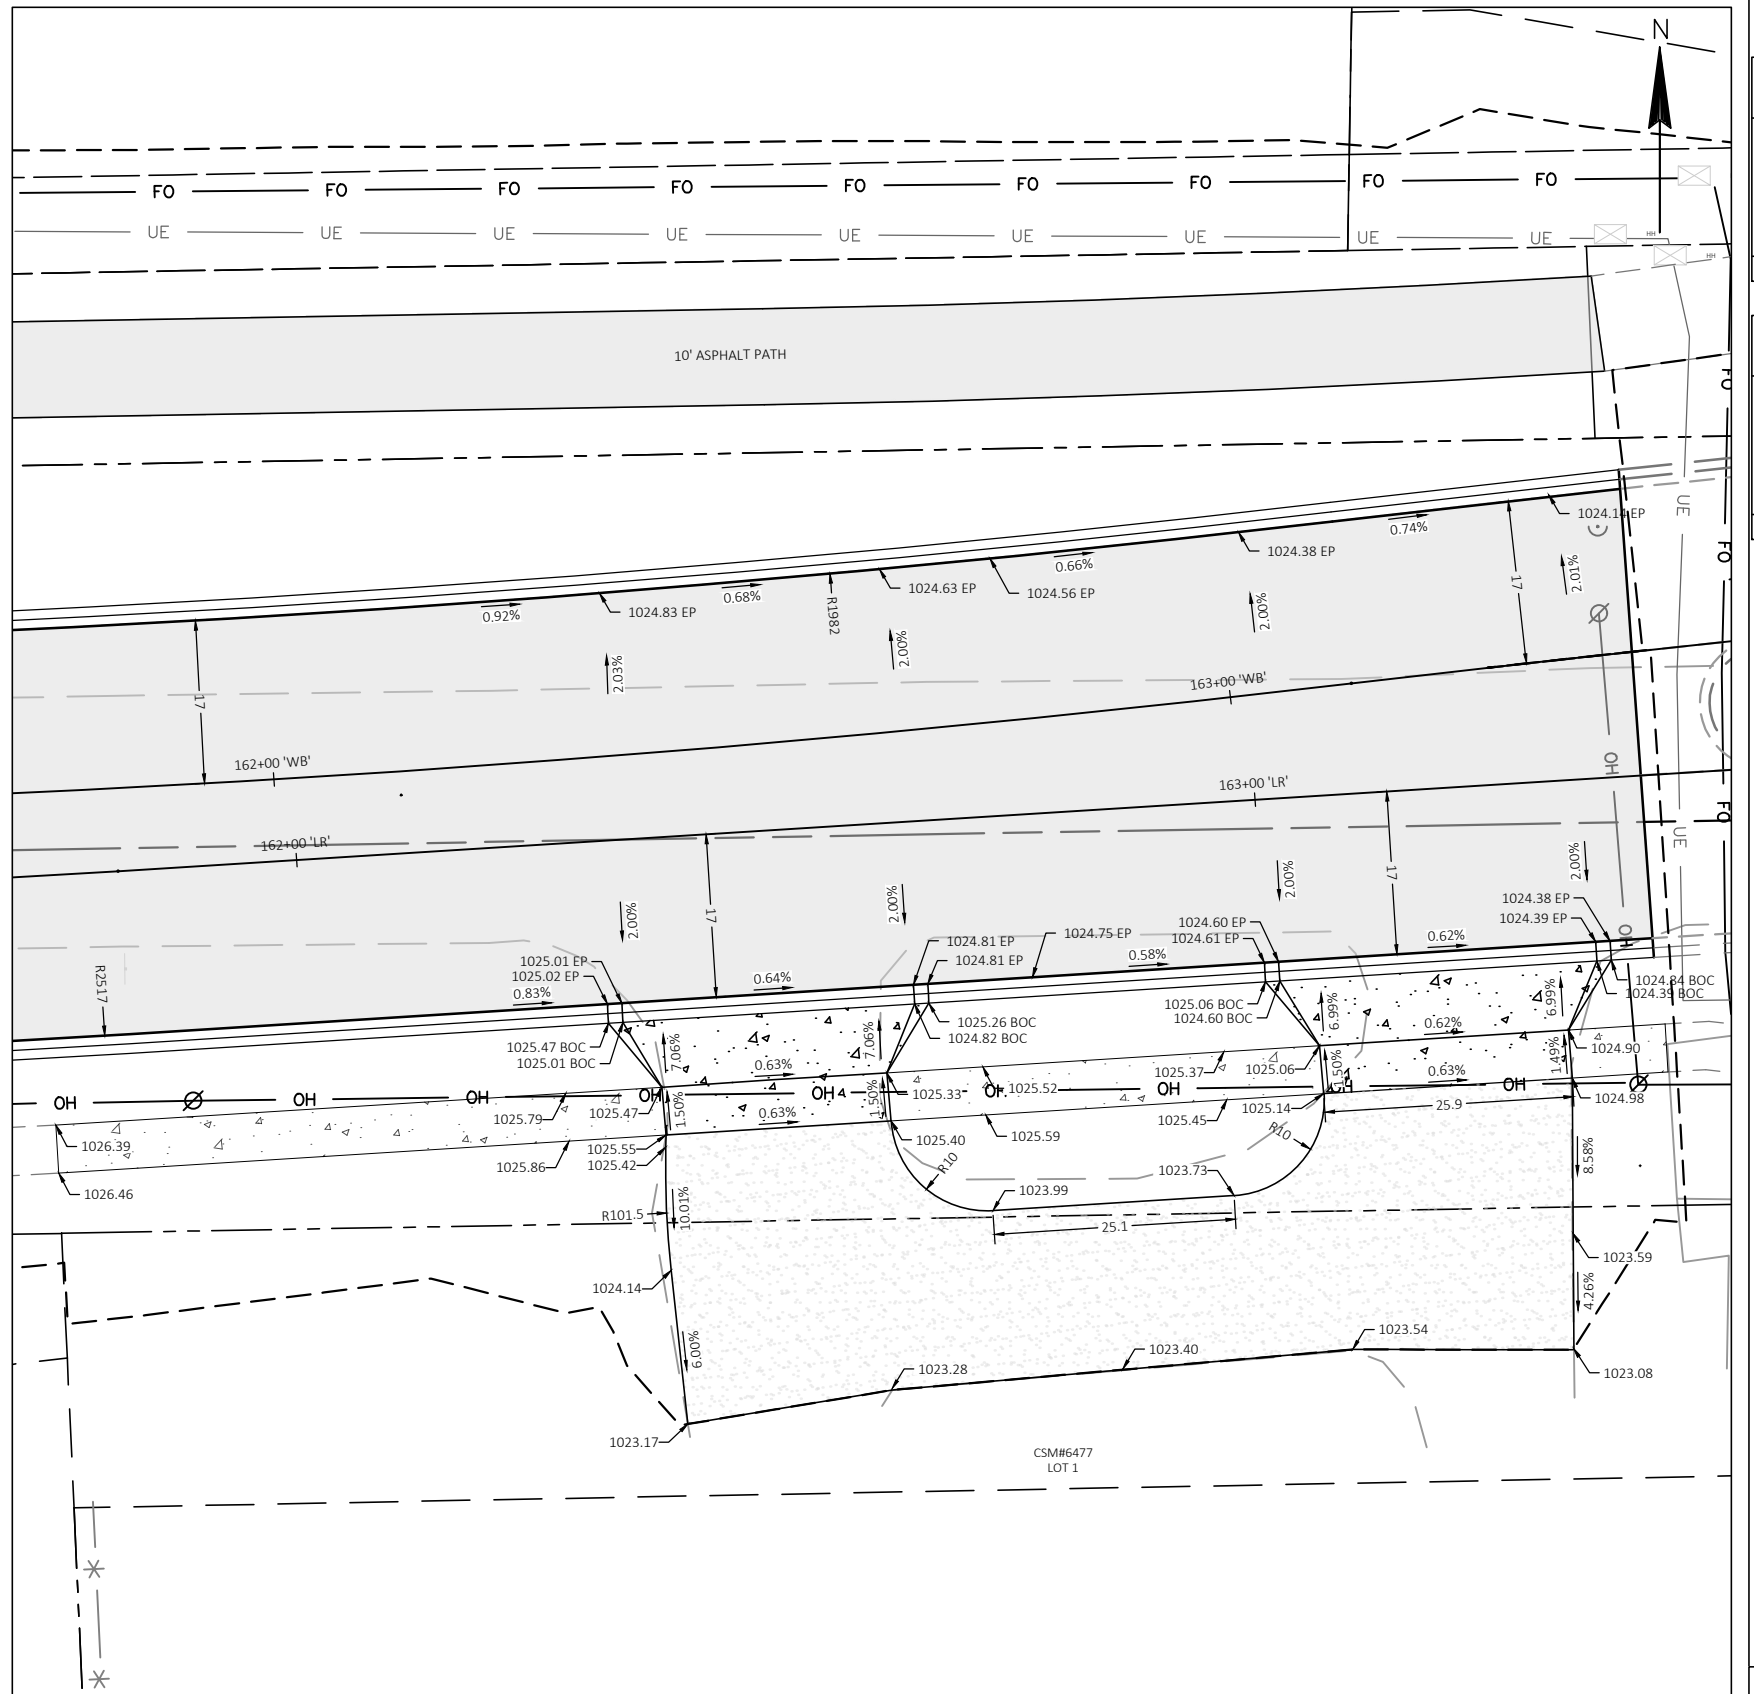 N
FO FO FO FO FO FO FO FO FO
UE UE UE UE UE UE UE UE UE
HH
HH
10' ASPHALT PATH
FO
UE
FO
1024.14 EP
0.74%
1024.38 EP
0.66%
1024.63 EP
1024.56 EP
0.68%
1024.83 EP
0.92%
R1982
17
2.01%
2.00%
2.00%
2.03%
17
163+00 'WB'
162+00 'WB'
OH
163+00 'LR'
162+00 'LR'
FO
UE
17
17
2.00%
2.00%
2.00%
2.00%
1024.38 EP
1024.39 EP
OH
0.62%
1024.60 EP
1024.61 EP
0.58%
1024.75 EP
1024.81 EP
1024.81 EP
0.64%
1025.01 EP
1025.02 EP
0.83%
R2517
1024.84 BOC
1024.39 BOC
6.99%
6.99%
1025.06 BOC
1024.60 BOC
0.62%
1025.26 BOC
1024.82 BOC
7.06%
7.06%
1025.47 BOC
1025.01 BOC
0.63%
1024.90
1.49%
0.63%
1025.37
1025.06
1.50%
1025.52
1025.33
1.50%
OH OH OH OH OH OH OH OH OH
1024.98
25.9
1025.14
1025.45
1025.79
1025.47
1.50%
0.63%
1026.39
1025.59
1025.40
1025.55
1025.42
1025.86
1026.46
R10
R10
8.58%
1023.73
1023.99
25.1
10.01%
R101.5
1023.59
4.26%
1024.14
6.00%
1023.54
1023.40
1023.28
1023.08
1023.17
CSM#6477
LOT 1